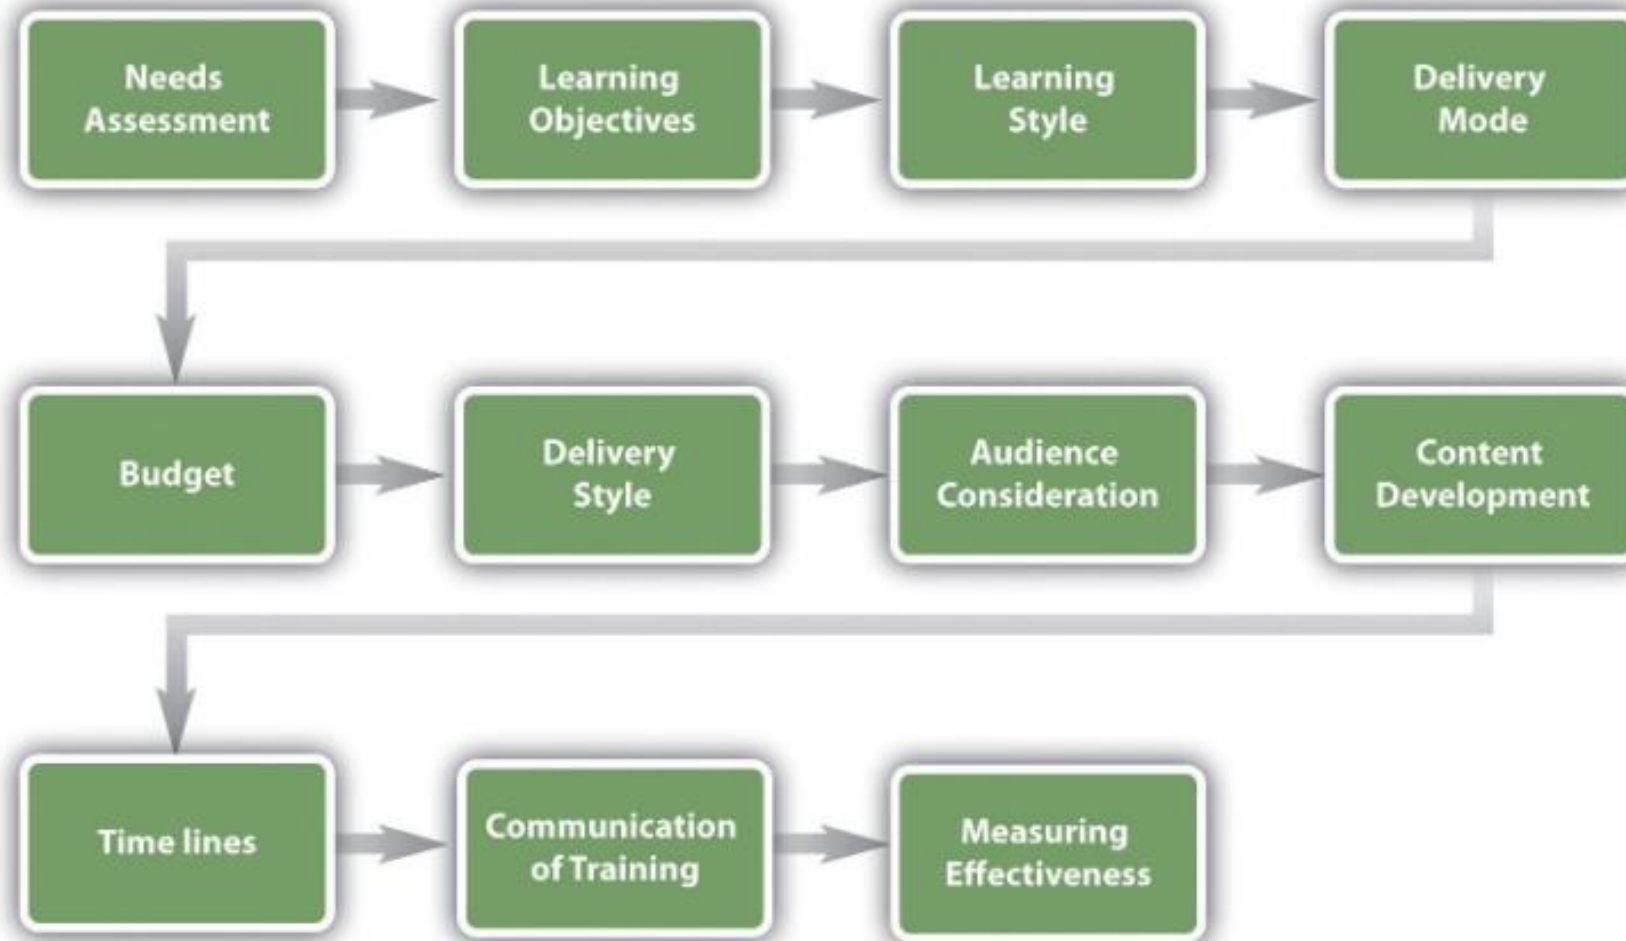 Needs
Assessment
Learning
Objectives
Learning
Style
Delivery
Mode
Budget
Delivery
Style
Audience
Consideration
Content
Development
Time lines
Communication
of Training
Measuring
Effectiveness